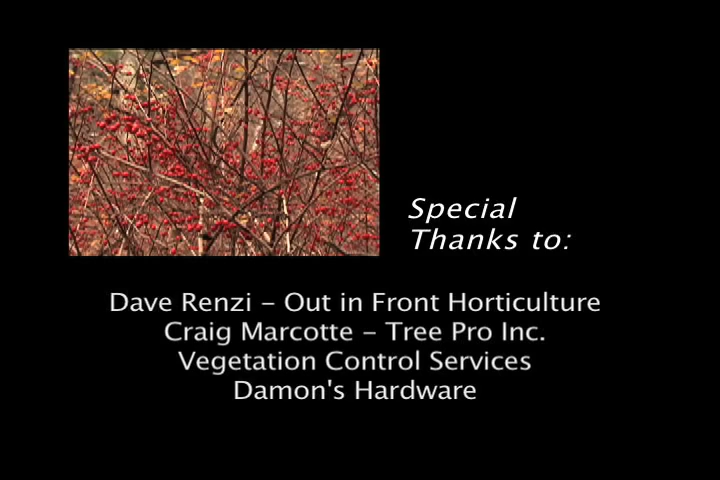 Special
Thanks to:
Dave Renzi – Out in Front Horticulture
Craig Marcotte – Tree Pro Inc.
Vegetation Control Services
Damon's Hardware